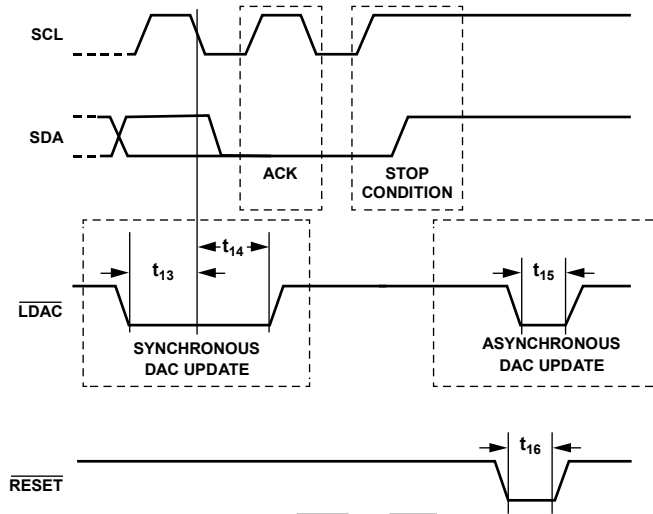 SCL
SDA
ACK
STOP
CONDITION
t13
t14
t15
LDAC
SYNCHRONOUS
DAC UPDATE
ASYNCHRONOUS
DAC UPDATE
t16
RESET